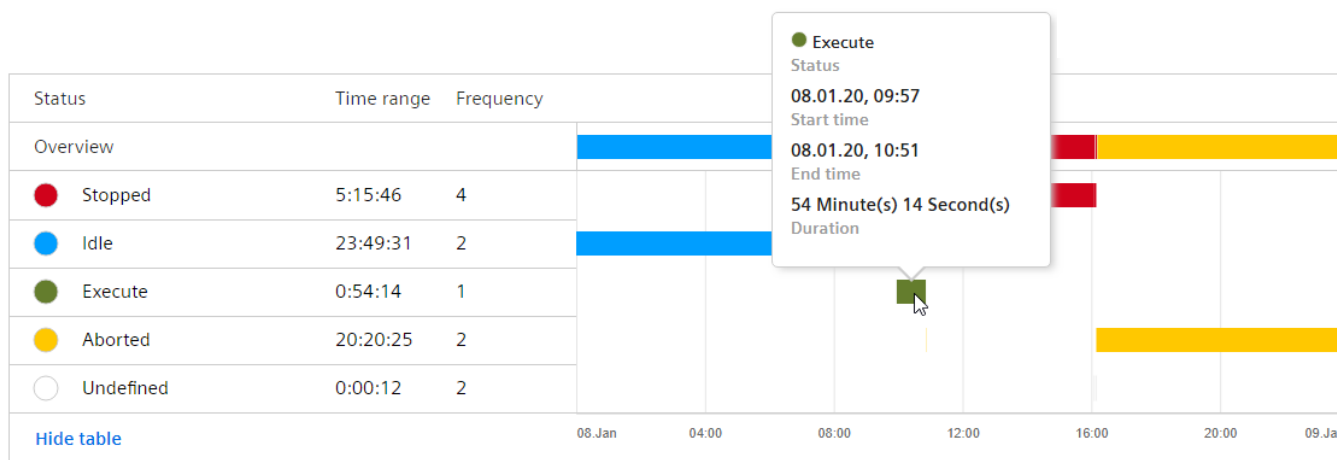 Execute
Status
08.01.20, 09:57
Start time
08.01.20, 10:51
End time
54 Minute(s) 14 Second(s)
Duration
Status Time range Frequency
Overview
Stopped 5:15:46 4
Idle 23:49:31 2
Execute 0:54:14 1
Aborted 20:20:25 2
Undefined 0:00:12 2
Hide table
08.Jan 04:00 08:00 12:00 16:00 20:00 09.Ja